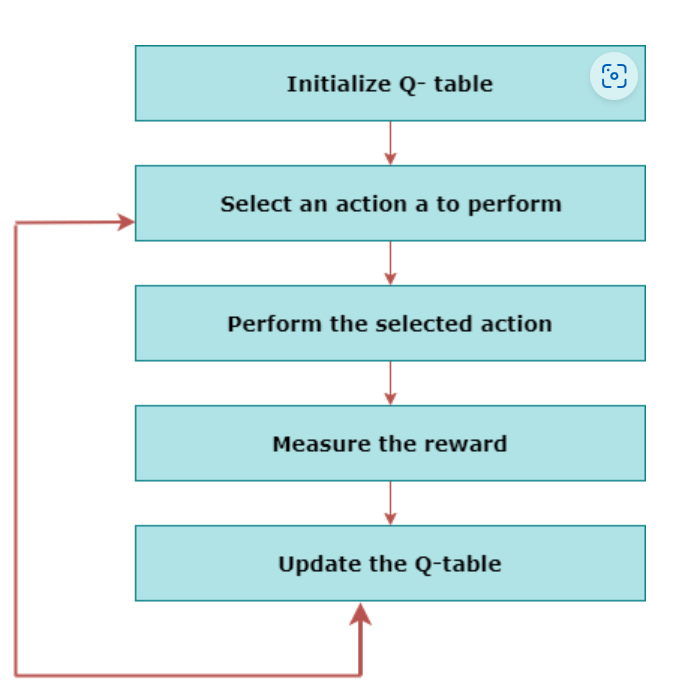 Initialize Q- table
Select an action a to perform
Perform the selected action
Measure the reward
Update the Q-table